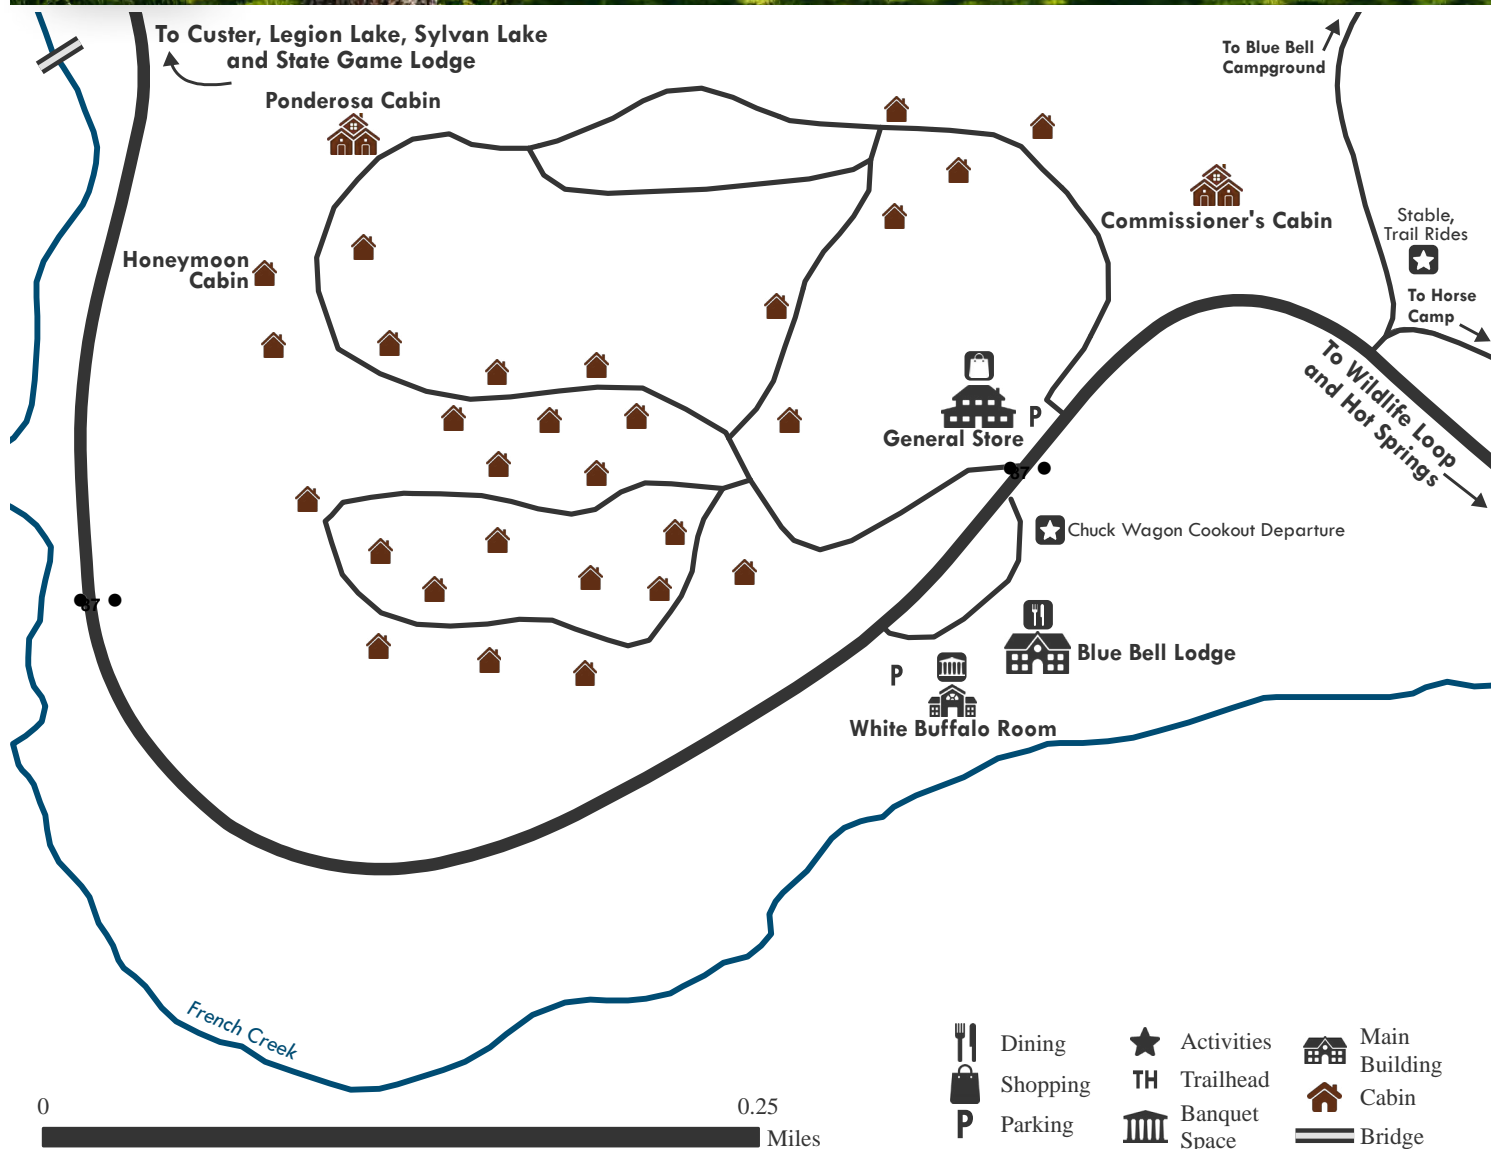 To Custer, Legion Lake, Sylvan Lake
and State Game Lodge
To Blue Bell
Campground
Ponderosa Cabin
Commissioner's Cabin
Stable,
Trail Rides
Honeymoon
Cabin
To Horse
Camp
To Wildlife Loop
and Hot Springs
P
General Store
87
Chuck Wagon Cookout Departure
87
Blue Bell Lodge
P
White Buffalo Room
French Creek
0
0.25
Miles
Dining
Shopping
P
Parking
Activities
TH
Trailhead
Banquet
Space
Main
Building
Cabin
Bridge